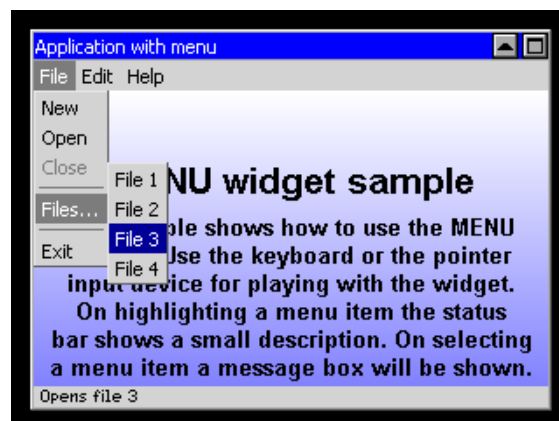 Application with menu
File Edit Help
New
Open
Close
Files...
Exit
File 1
File 2
File 3
File 4
NU widget sample
ple shows how to use the MENU
Use the keyboard or the pointer
input device for playing with the widget.
On highlighting a menu item the status
bar shows a small description. On selecting
a menu item a message box will be shown.
Opens file 3